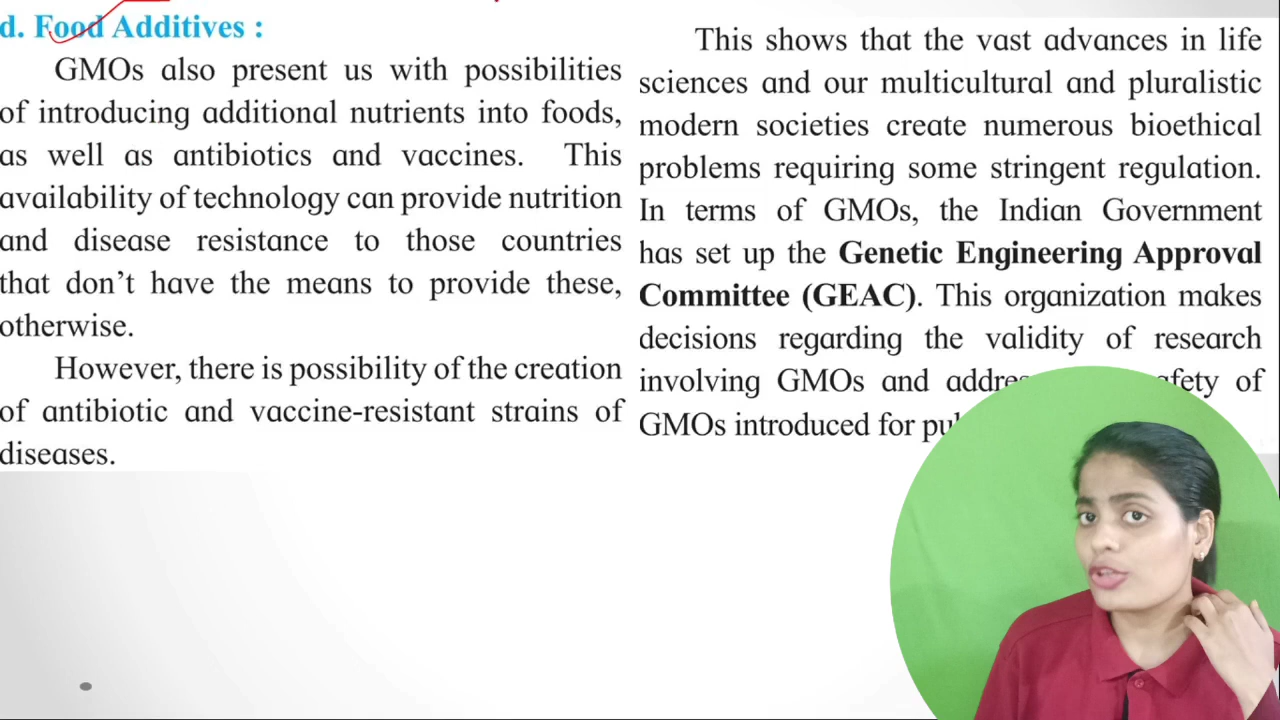 d. Food Additives :
GMOs also present us with possibilities
of introducing additional nutrients into foods,
as well as antibiotics and vaccines. This
availability of technology can provide nutrition
and disease resistance to those countries
that don't have the means to provide these,
otherwise.
However, there is possibility of the creation
of antibiotic and vaccine-resistant strains of
diseases.
This shows that the vast advances in life
sciences and our multicultural and pluralistic
modern societies create numerous bioethical
problems requiring some stringent regulation.
In terms of GMOs, the Indian Government
has set up the Genetic Engineering Approval
Committee (GEAC). This organization makes
decisions regarding the validity of research
involving GMOs and of
GMOs introduced for